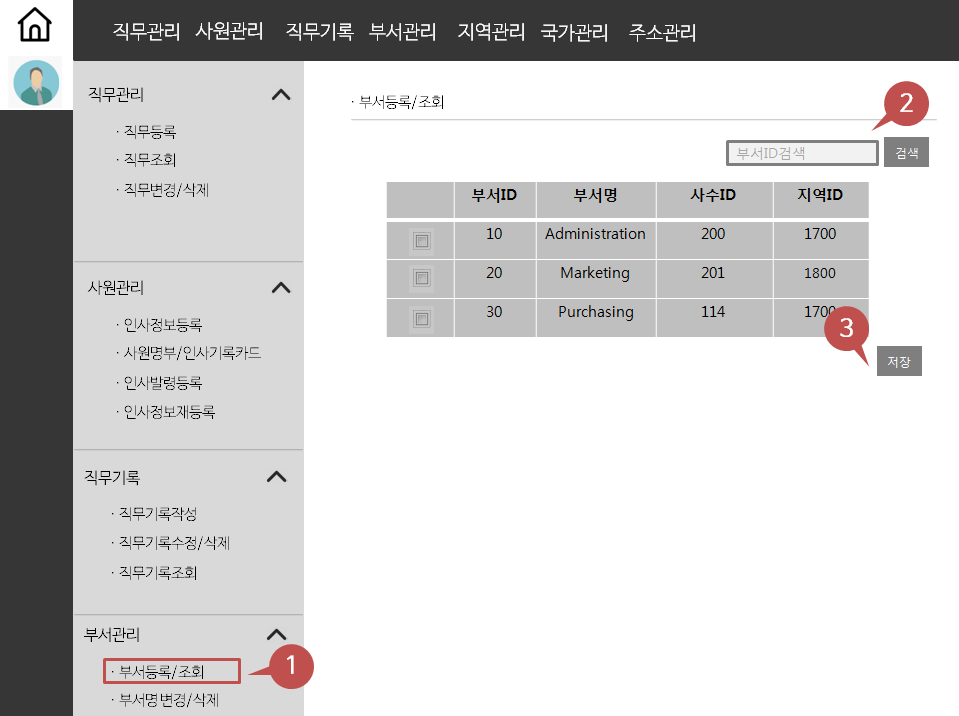 직무관리 사원관리 직무기록 부서관리 지역관리 국가관리 주소관리
직무관리
· 직무등록
· 직무조회
· 직무변경/삭제
사원관리
· 인사정보등록
· 사원명부/인사기록카드
· 인사발령등록
· 인사정보재등록
직무기록
· 직무기록작성
· 직무기록수정/삭제
· 직무기록조회
부서관리
· 부서등록/조회
1
· 부서명 변경/삭제
· 부서등록/조회
2
부서ID검색 검색
부서ID 부서명 사수ID 지역ID
10 Administration 200 1700
20 Marketing 201 1800
30 Purchasing 114 1700
3
저장